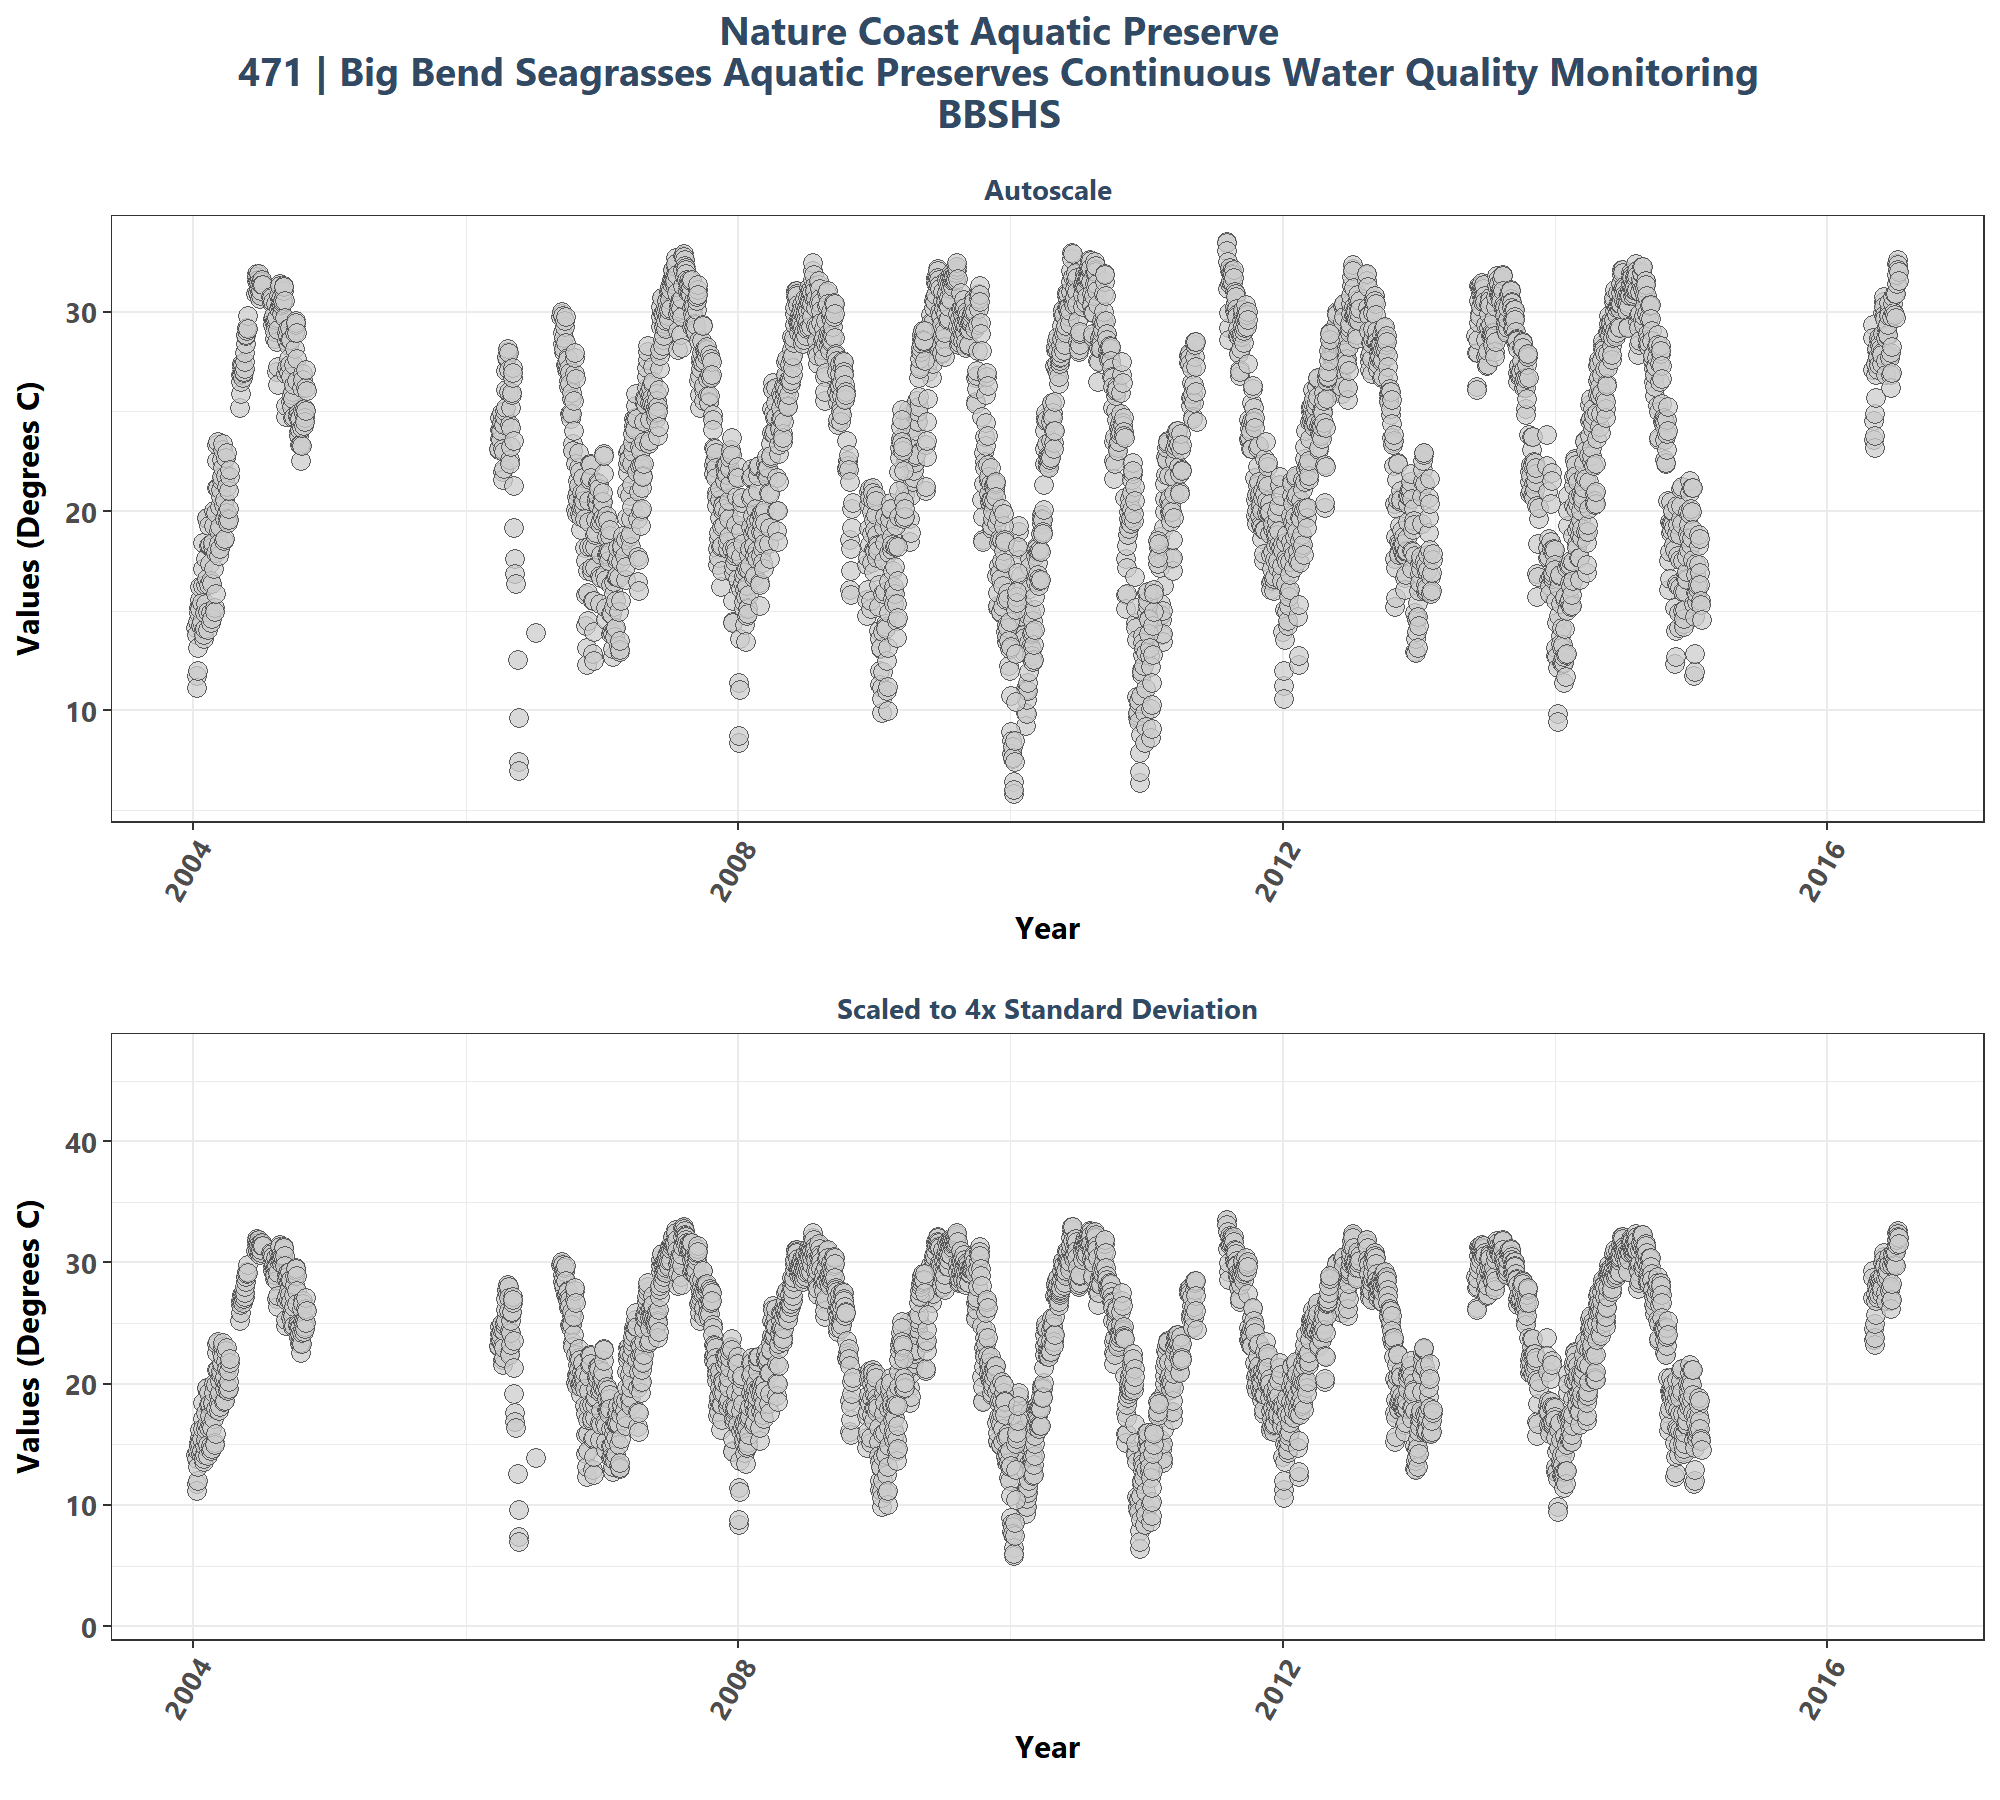 Nature Coast Aquatic Preserve
471 | Big Bend Seagrasses Aquatic Preserves Continuous Water Quality Monitoring
BBSHS
Autoscale
Values (Degrees C)
30
20
10
2004
2008
2012
2016
Year
Scaled to 4x Standard Deviation
Values (Degrees C)
40
30
20
10
0
2004
2008
2012
2016
Year